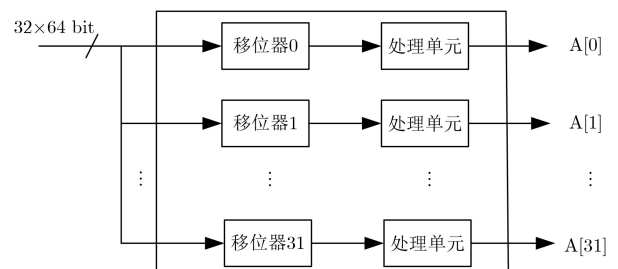 32×64 bit
移位器0 处理单元 A[0]
移位器1 处理单元 A[1]
⋮ ⋮ ⋮ ⋮
移位器31 处理单元 A[31]